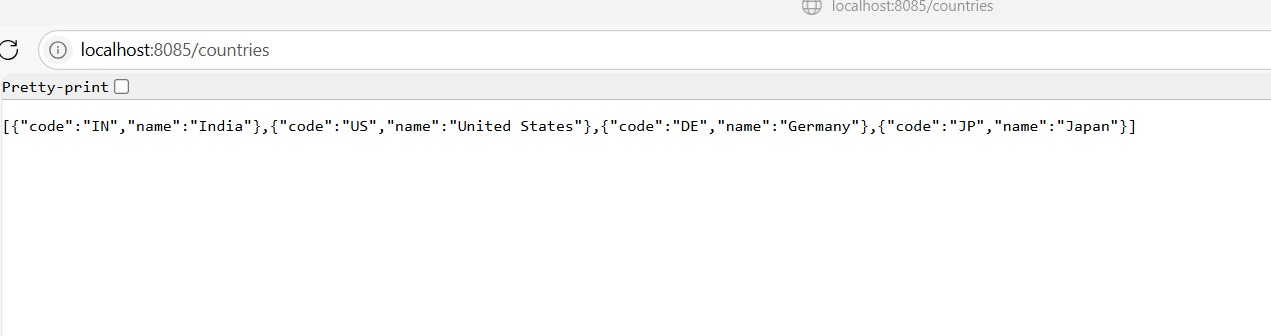 localhost:8085/countries
localhost:8085/countries
Pretty-print
[{"code":"IN","name":"India"},{"code":"US","name":"United States"},{"code":"DE","name":"Germany"},{"code":"JP","name":"Japan"}]